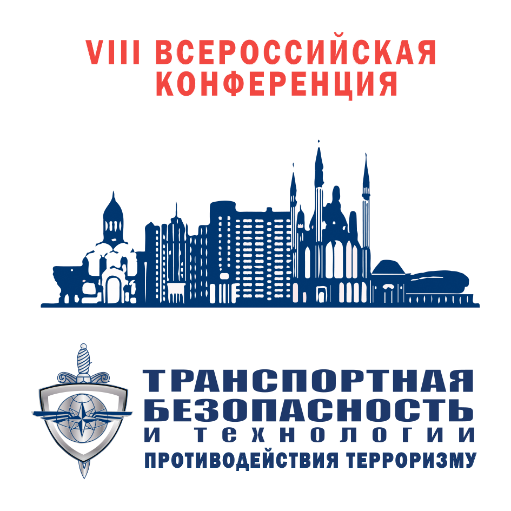 VIII ВСЕРОССИЙСКАЯ
КОНФЕРЕНЦИЯ
ТРАНСПОРТНАЯ
БЕЗОПАСНОСТЬ
И ТЕХНОЛОГИИ
ПРОТИВОДЕЙСТВИЯ ТЕРРОРИЗМУ